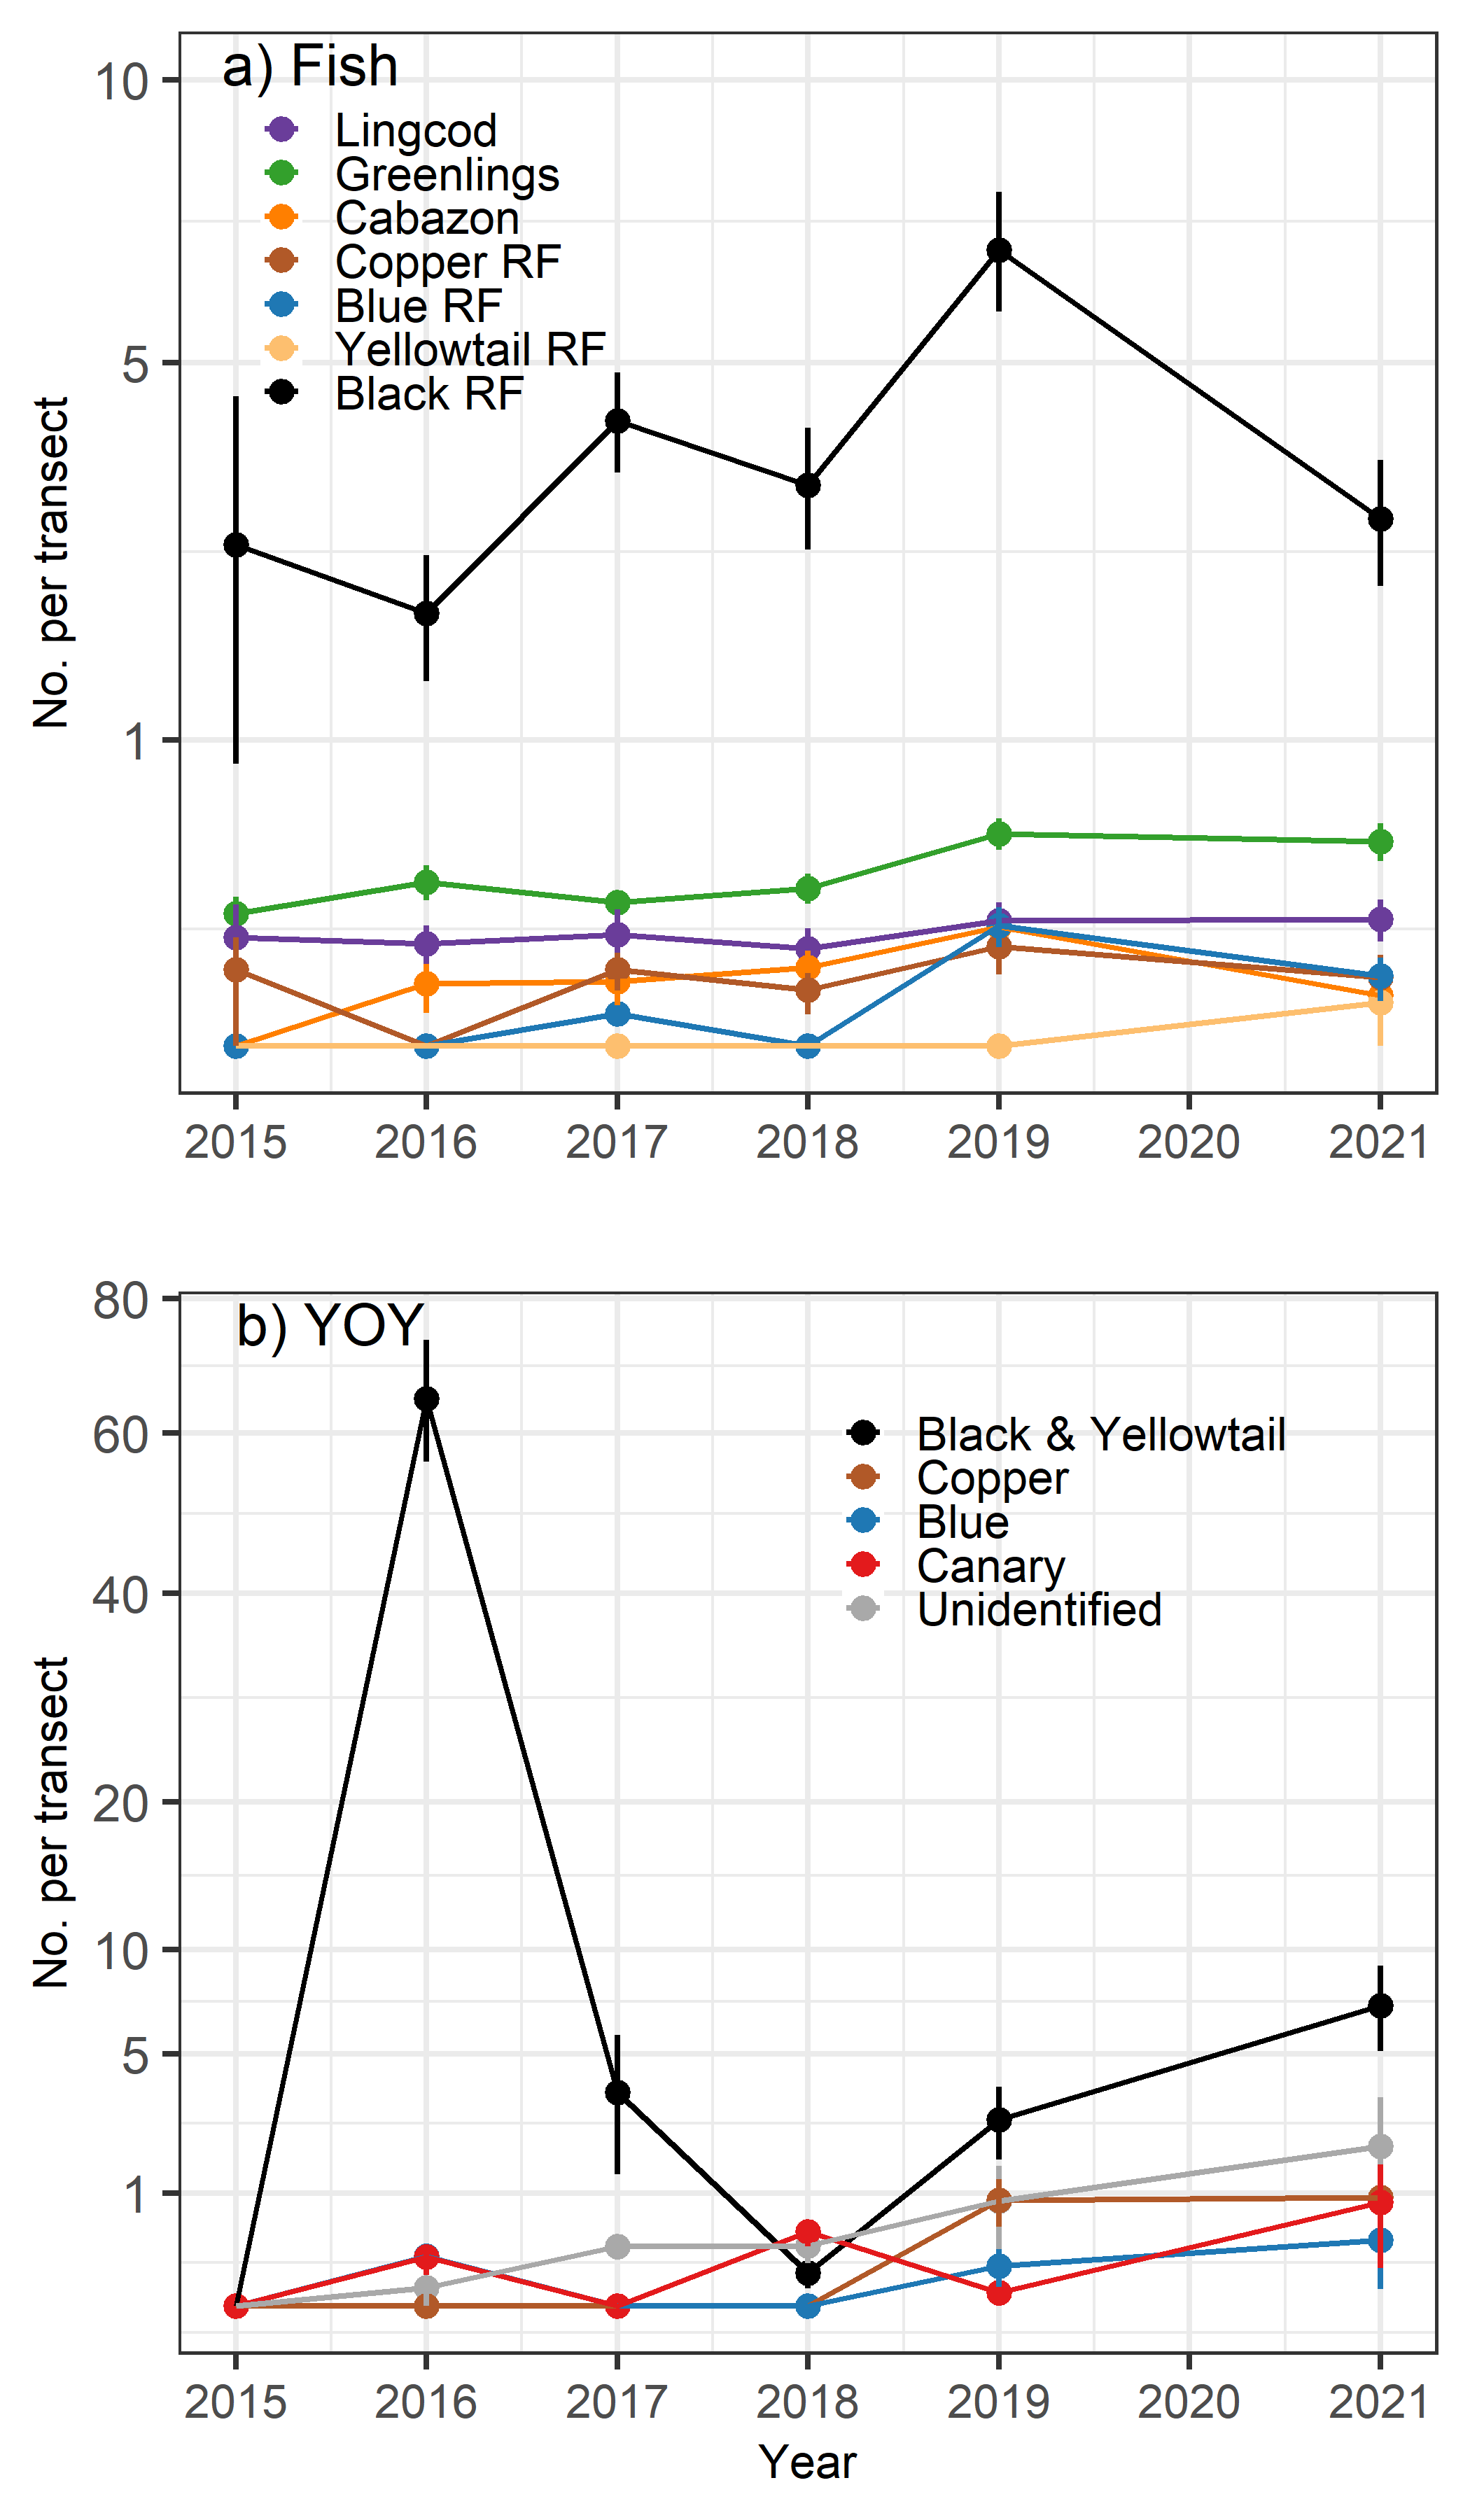 a) Fish
Lingcod
Greenlings
Cabazon
Copper RF
Blue RF
Yellowtail RF
Black RF
10
5
1
No. per transect
2015 2016 2017 2018 2019 2020 2021
b) YOY
Black & Yellowtail
Copper
Blue
Canary
Unidentified
80
60
40
20
10
5
1
No. per transect
2015 2016 2017 2018 2019 2020 2021
Year